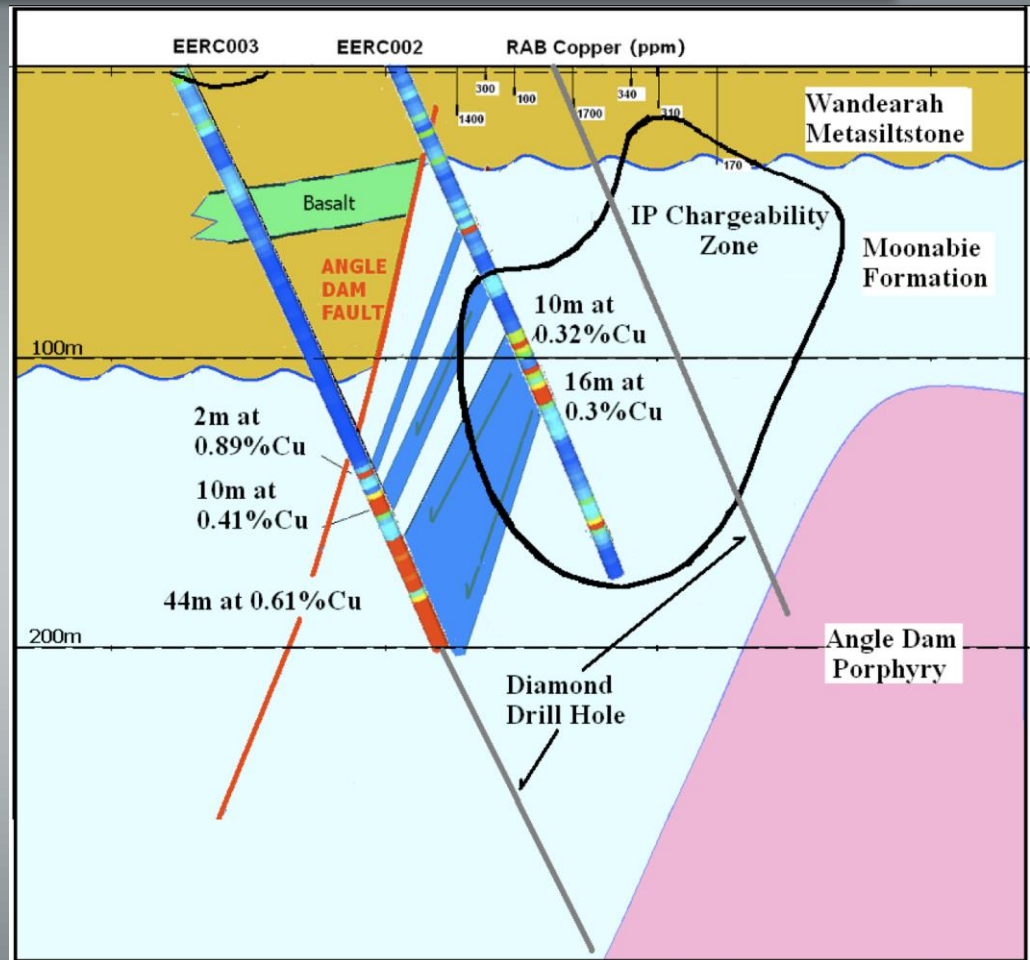 EERC003
EERC002
RAB Copper (ppm)
300
100
1400
1700
340
310
170
Wandearah
Metasiltstone
Basalt
IP Chargeability
Zone
Moonabie
Formation
ANGLE
DAM
FAULT
10m at
0.32%Cu
100m
16m at
0.3%Cu
2m at
0.89%Cu
10m at
0.41%Cu
44m at 0.61%Cu
200m
Angle Dam
Porphyry
Diamond
Drill Hole